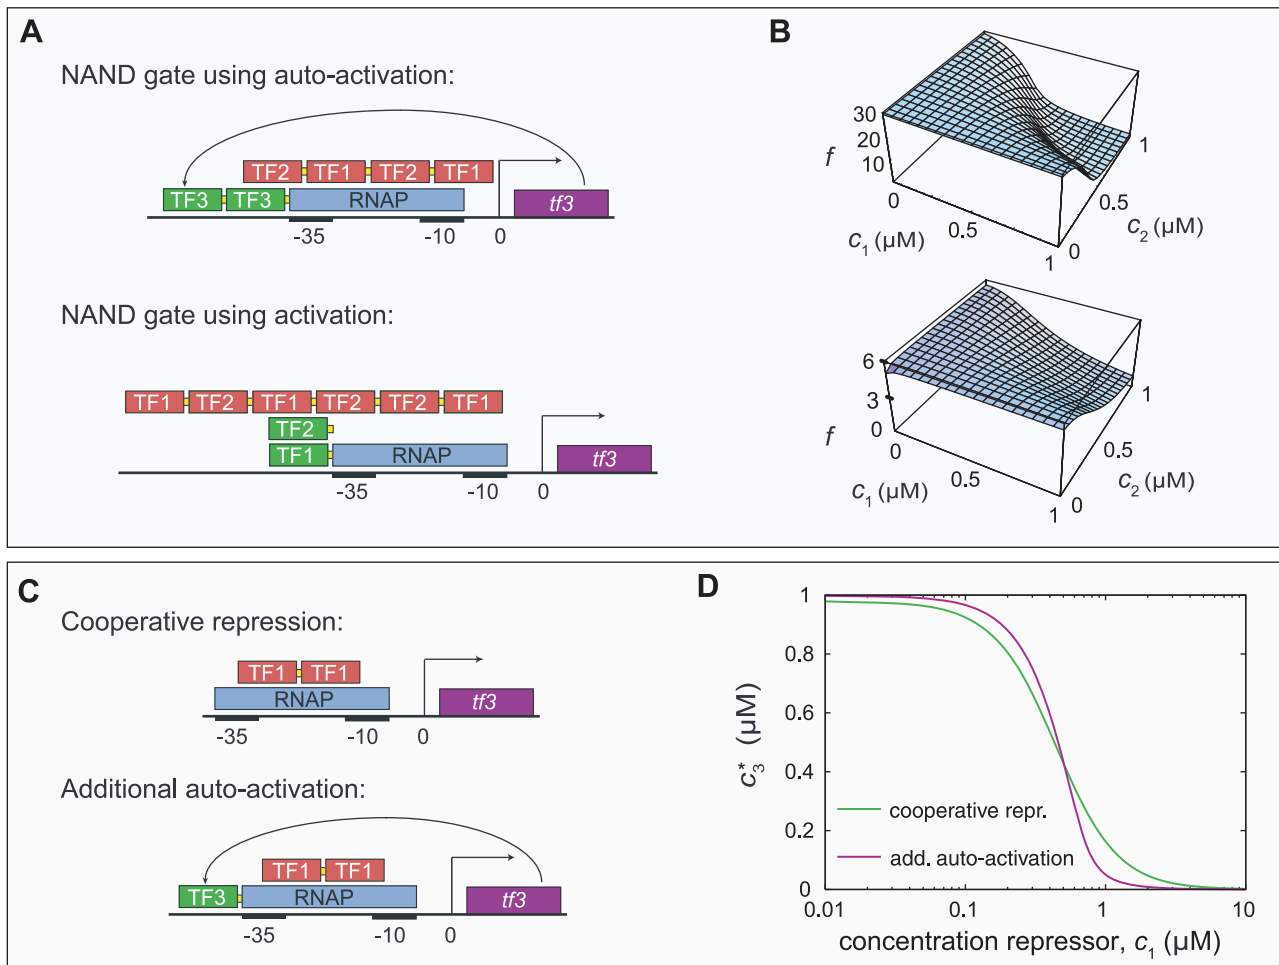 A
NAND gate using auto-activation:
TF2 TF1 TF2 TF1
TF3 TF3 RNAP tf3
-35 -10 0
NAND gate using activation:
TF1 TF2 TF1 TF2 TF2 TF1
TF2
TF1 RNAP tf3
-35 -10 0
B
30
20
10
f
0
0.5
1
c1 (µM)
0
0.5
1
c2 (µM)
6
3
0
f
0
0.5
1
c1 (µM)
0
0.5
1
c2 (µM)
C
Cooperative repression:
TF1 TF1
RNAP tf3
-35 -10 0
Additional auto-activation:
TF1 TF1
TF3 RNAP tf3
-35 -10 0
D
1
0.8
0.6
0.4
0.2
0
c3* (µM)
cooperative repr.
add. auto-activation
0.01 0.1 1 10
concentration repressor, c1 (µM)